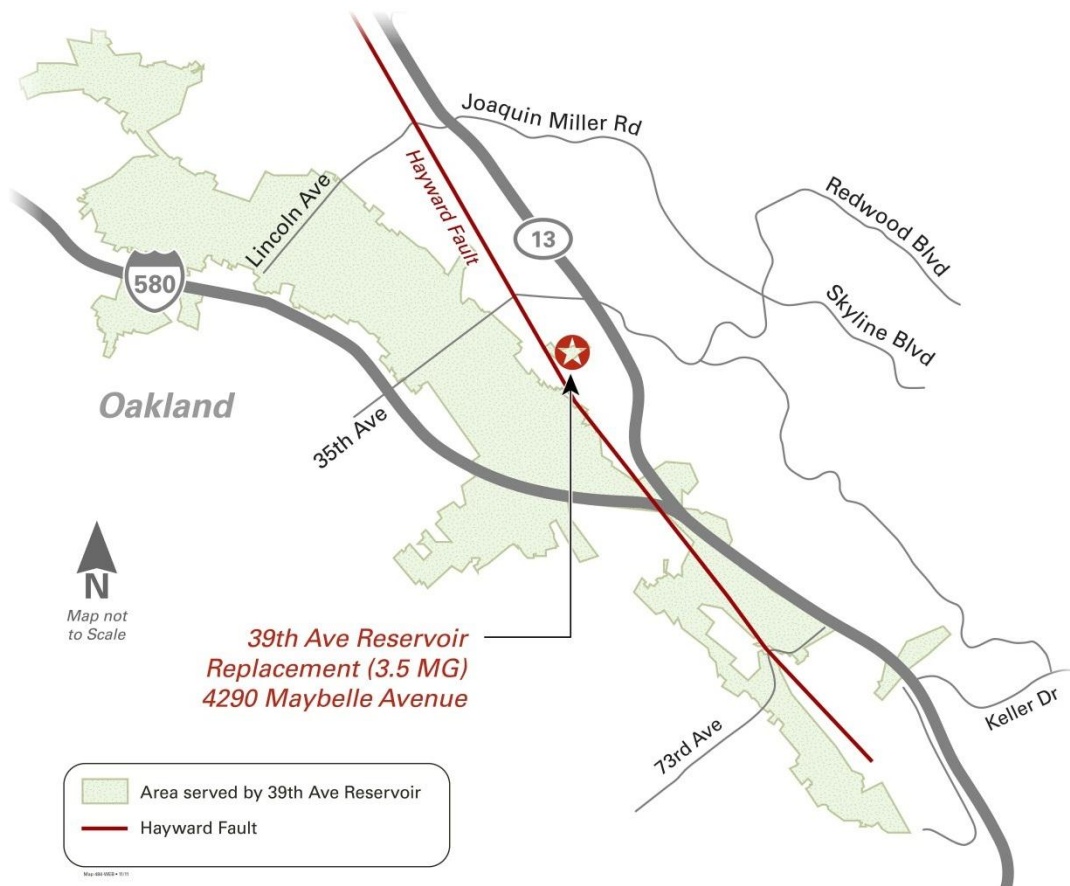 Joaquin Miller Rd
Redwood Blvd
Hayward Fault
Lincoln Ave
13
580
Skyline Blvd
Oakland
35th Ave
N
Map not
to Scale
39th Ave Reservoir
Replacement (3.5 MG)
4290 Maybelle Avenue
Keller Dr
73rd Ave
Area served by 39th Ave Reservoir
Hayward Fault